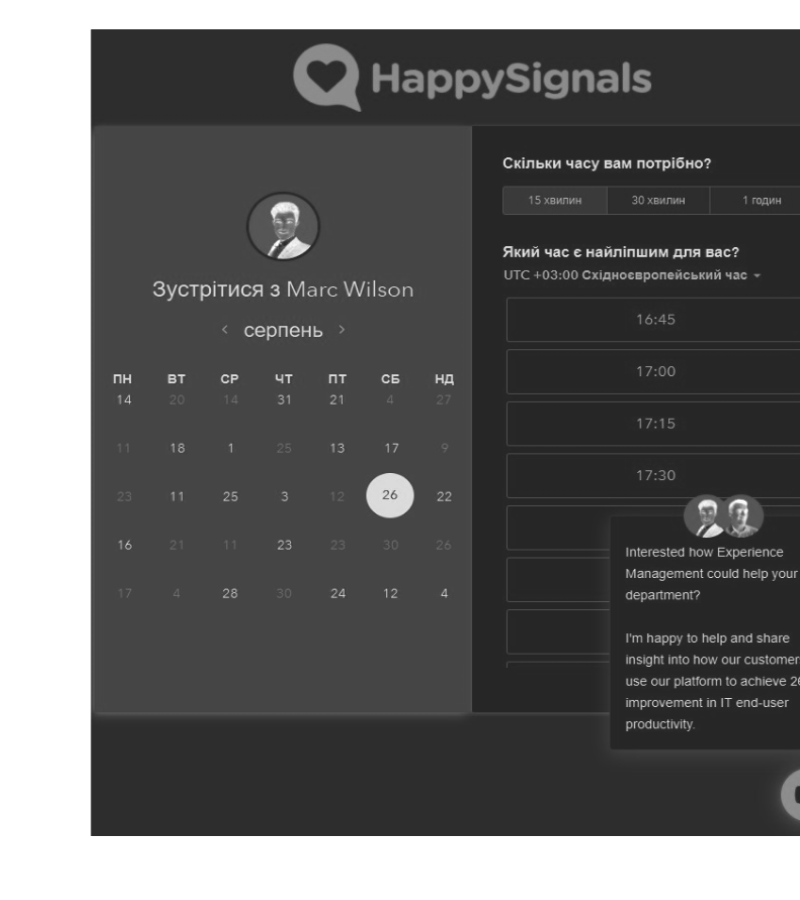 HappySignals
Зустрітися з Marc Wilson
серпень
ПН ВТ СР ЧТ ПТ СБ НД
14 20 14 31 21 4 27
11 18 1 25 13 17 9
23 11 25 3 12 26 22
16 21 11 23 23 30 26
17 4 28 30 24 12 4
Скільки часу вам потрібно?
15 хвилин 30 хвилин 1 годин
Який час є найліпшим для вас?
UTC +03:00 Східноєвропейський час
16:45
17:00
17:15
17:30
Interested how Experience
Management could help your
department?
I'm happy to help and share
insight into how our customer
use our platform to achieve 26
improvement in IT end-user
productivity.